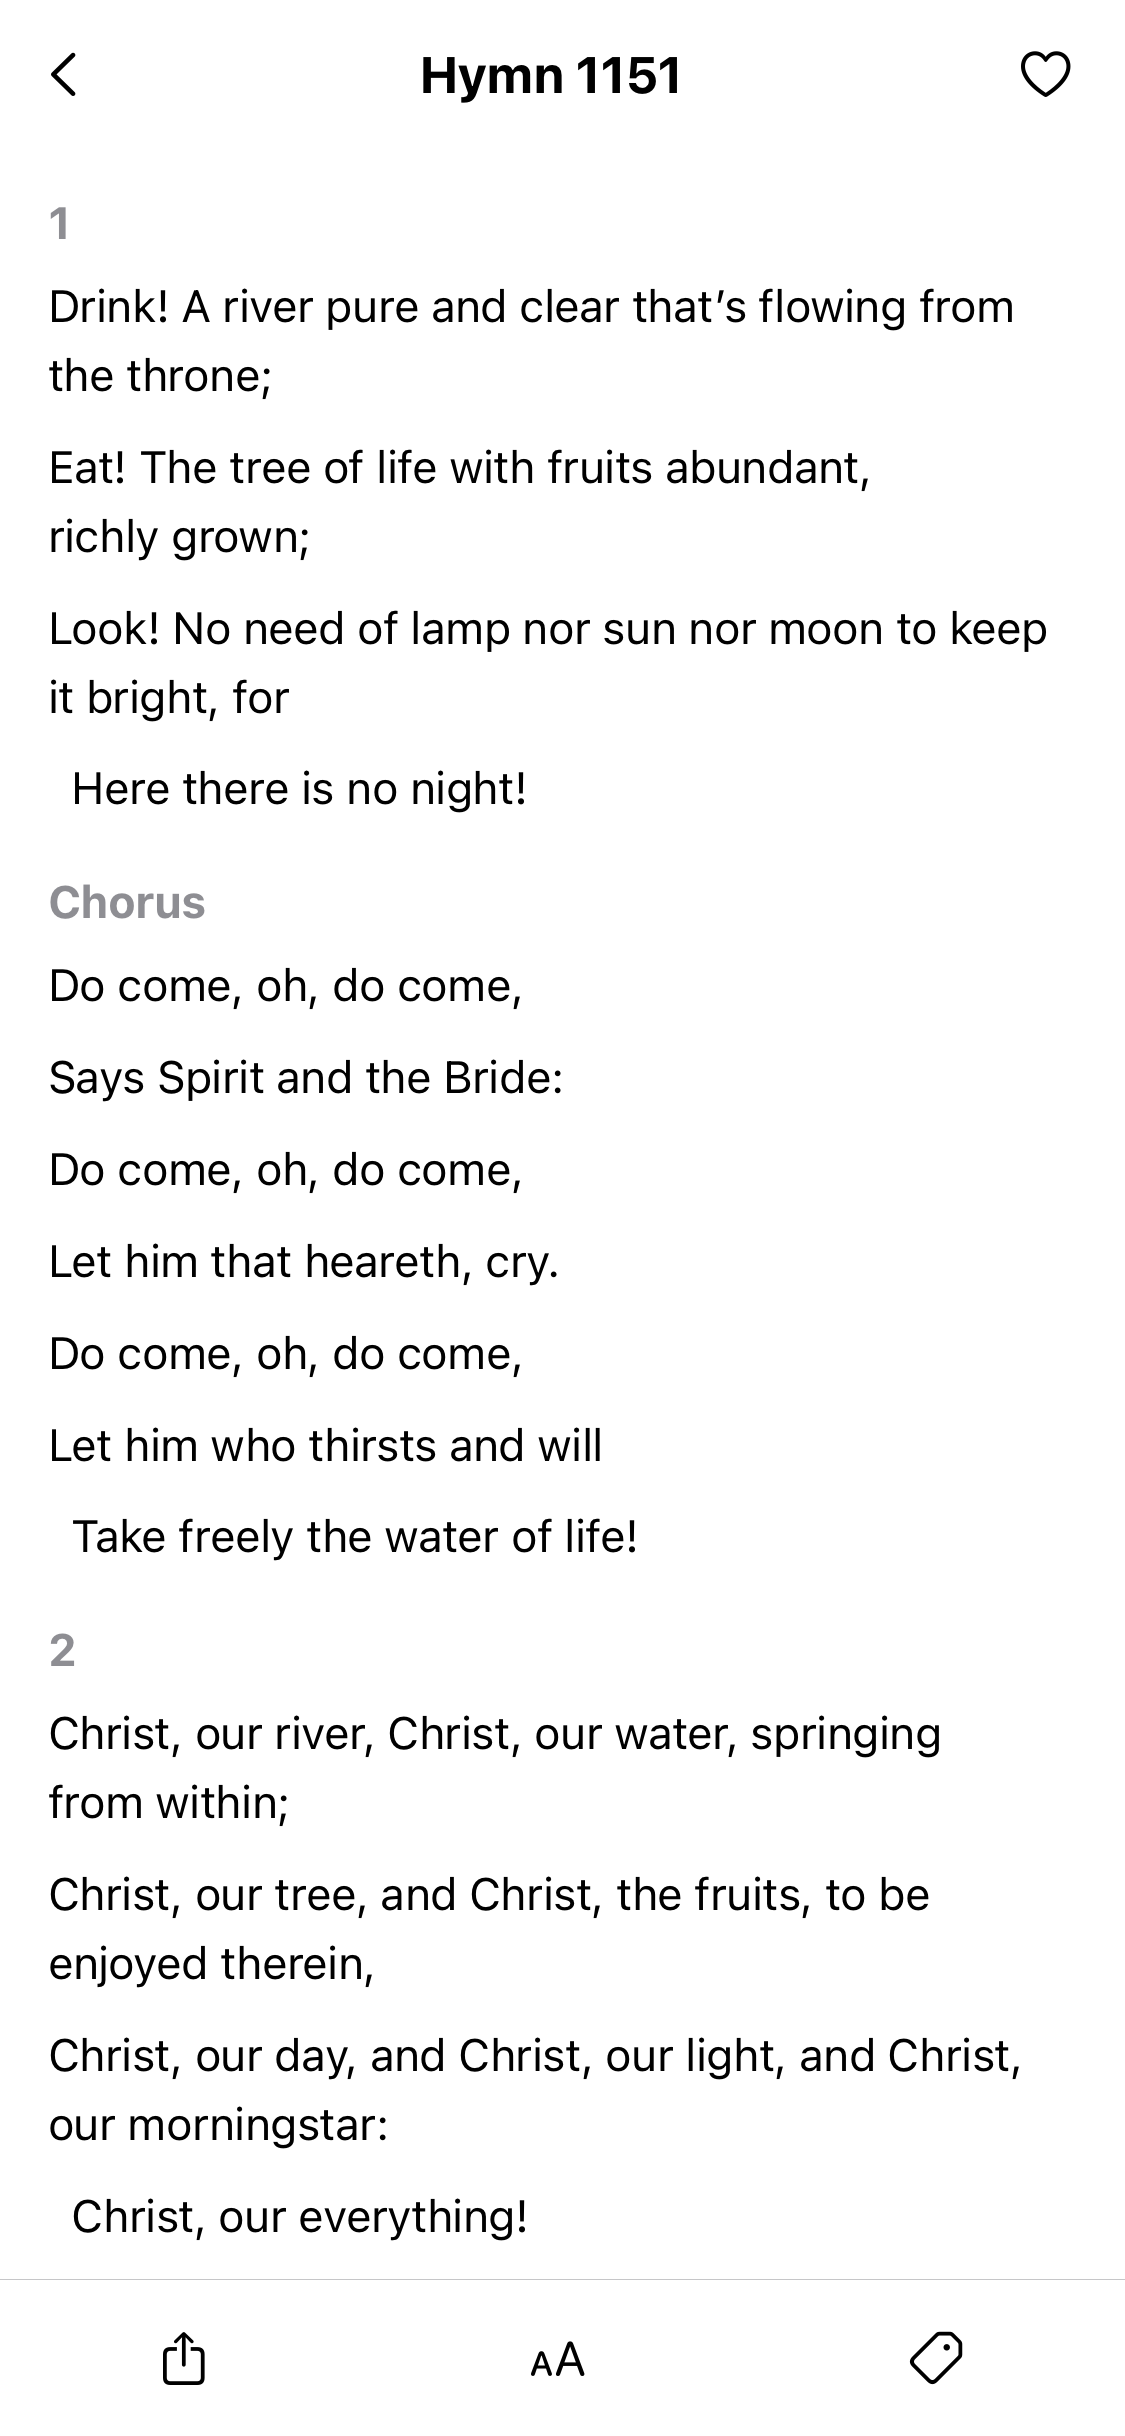 Hymn 1151
1
Drink! A river pure and clear that’s flowing from
the throne;
Eat! The tree of life with fruits abundant,
richly grown;
Look! No need of lamp nor sun nor moon to keep
it bright, for
Here there is no night!
Chorus
Do come, oh, do come,
Says Spirit and the Bride:
Do come, oh, do come,
Let him that heareth, cry.
Do come, oh, do come,
Let him who thirsts and will
Take freely the water of life!
2
Christ, our river, Christ, our water, springing
from within;
Christ, our tree, and Christ, the fruits, to be
enjoyed therein,
Christ, our day, and Christ, our light, and Christ,
our morningstar:
Christ, our everything!
AA